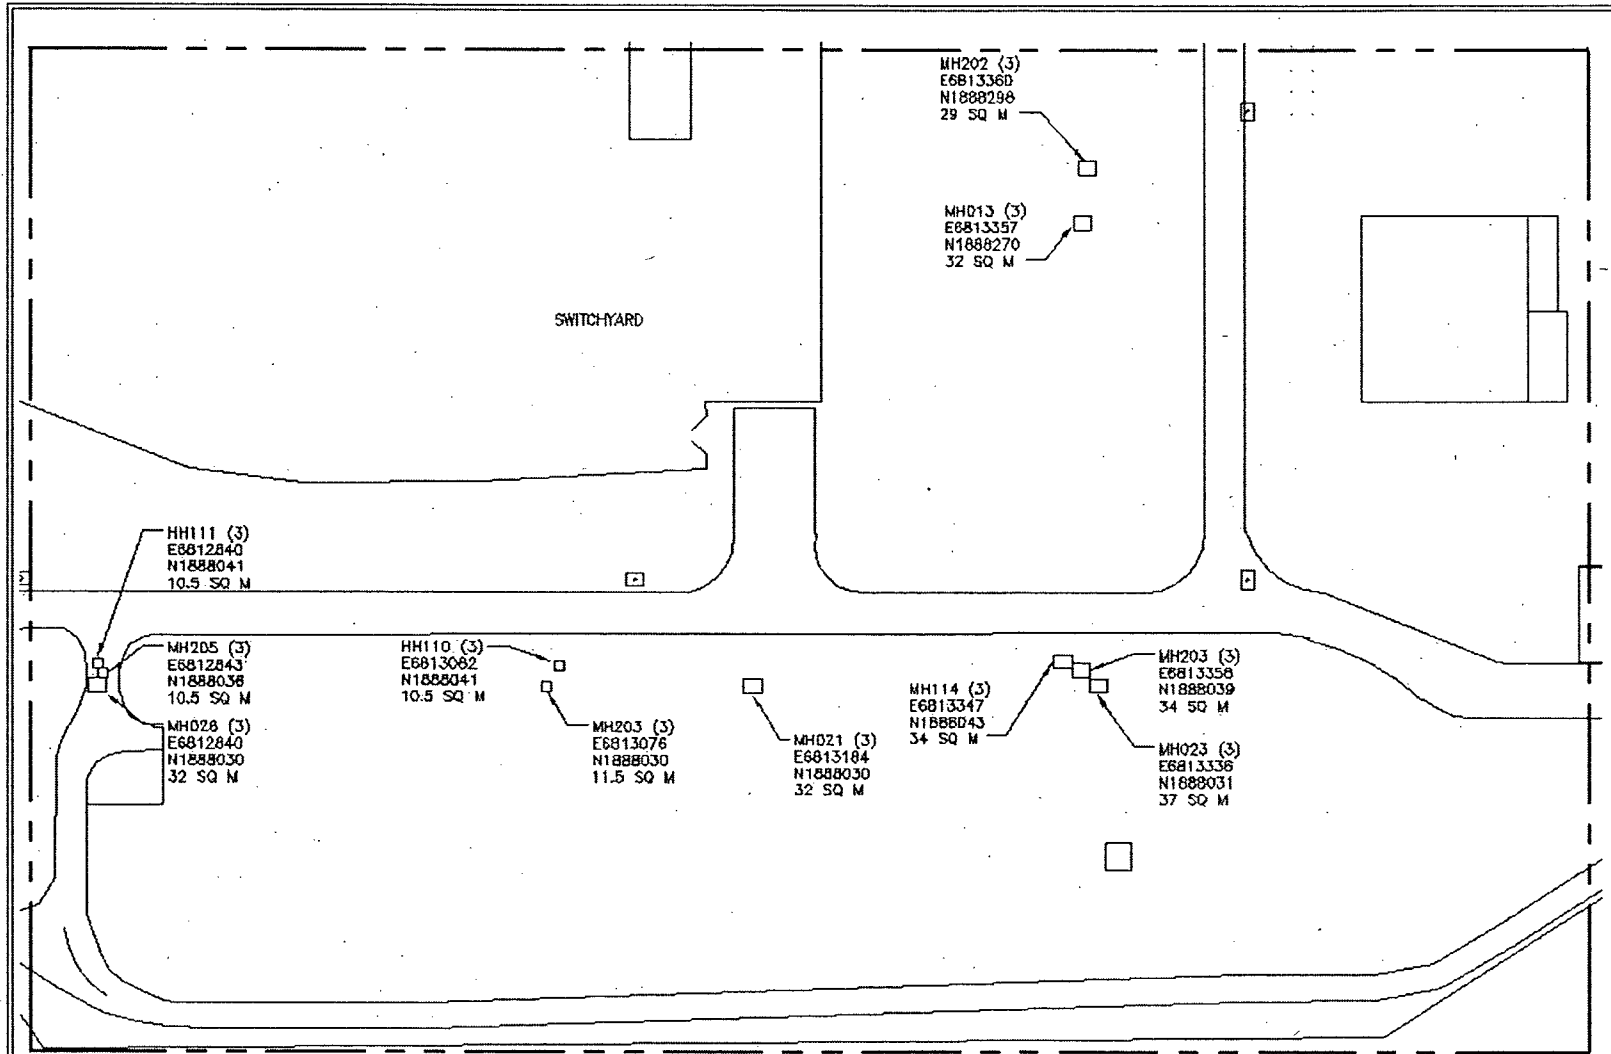 MH202 (3)
E6813360
N1888298
29 SQ M
MH013 (3)
E6813357
N1888270
32 SQ M
SWITCHYARD
HH111 (3)
E6812840
N1888041
10.5 SQ M
MH205 (3)
E6812843
N1888036
10.5 SQ M
MH028 (3)
E6812840
N1888030
32 SQ M
HH110 (3)
E6813082
N1888041
10.5 SQ M
MH203 (3)
E6813076
N1888030
11.5 SQ M
MH021 (3)
E6813184
N1888030
32 SQ M
MH114 (3)
E6813347
N1888043
34 SQ M
MH203 (3)
E6813358
N1888039
34 SQ M
MH023 (3)
E6813336
N1888031
37 SQ M